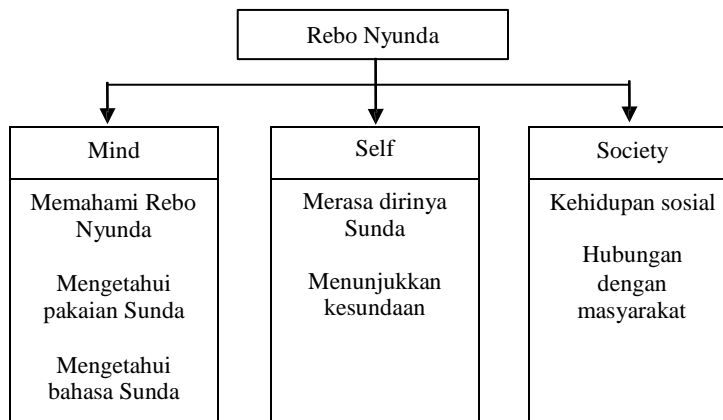 Rebo Nyunda
Mind
Memahami Rebo
Nyunda
Mengetahui
pakaian Sunda
Mengetahui
bahasa Sunda
Self
Merasa dirinya
Sunda
Menunjukkan
kesundaan
Society
Kehidupan sosial
Hubungan
dengan
masyarakat